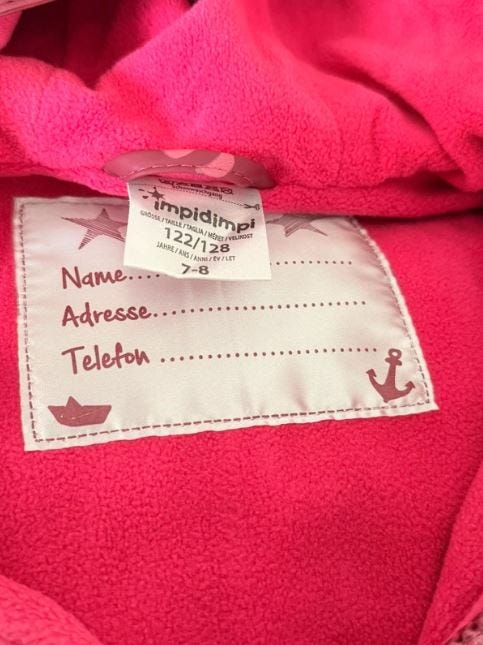 impidimpi
GRÖSSE / TAILLE / TAGLIA / MÉRET / VELIKOST
122/128
JAHRE / ANS / ANNI / ÉV / LET
7-8
Name...
Adresse...
Telefon ...